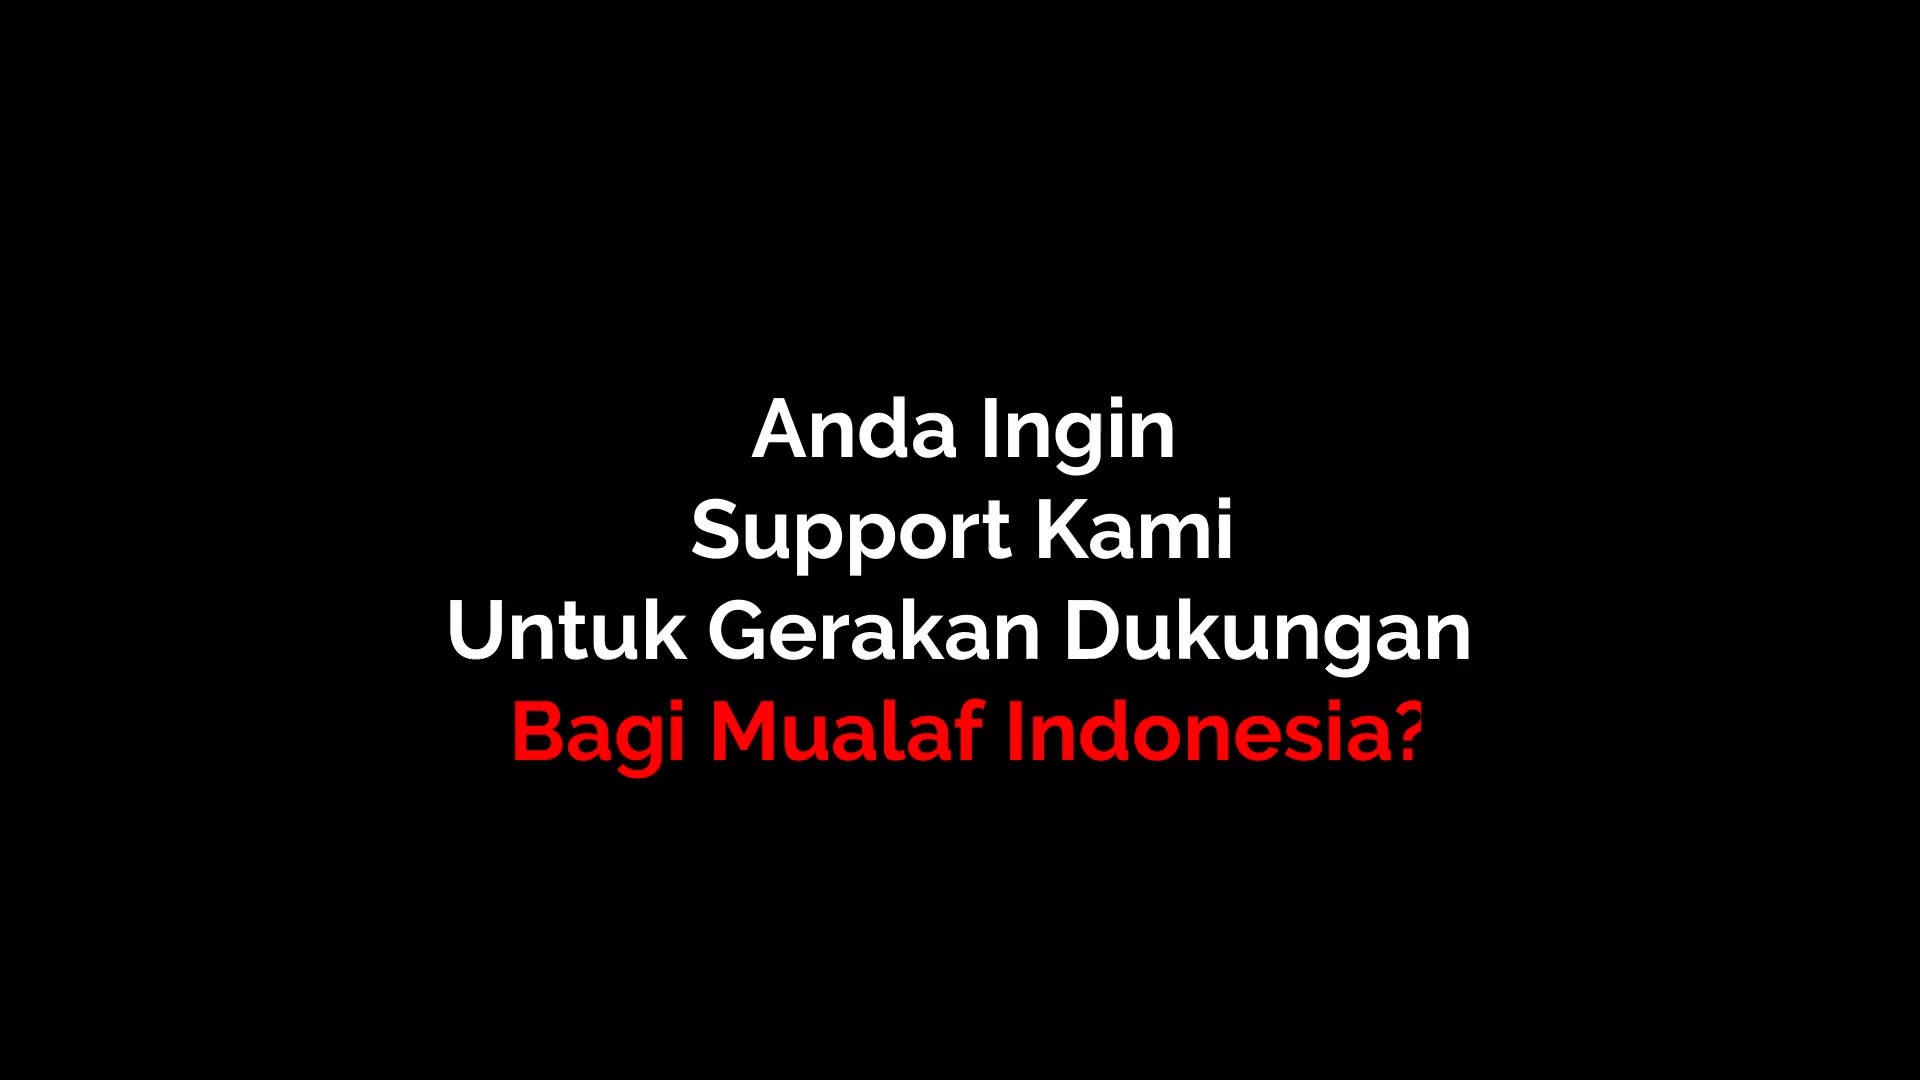 Anda Ingin
Support Kami
Untuk Gerakan Dukungan
Bagi Mualaf Indonesia?